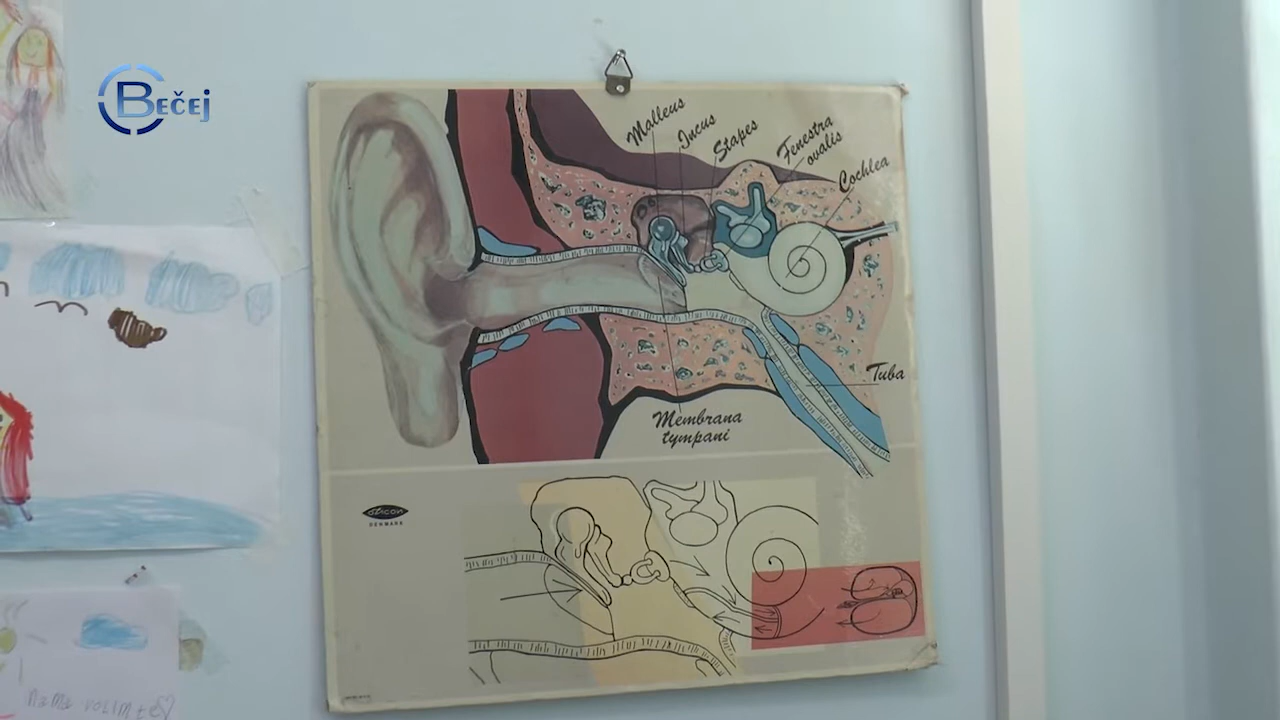 BEČEJ
Malleus
Incus
Stapes
Fenestra
ovalis
Cochlea
Tuba
Membrana
tympani
oticon
DENMARK